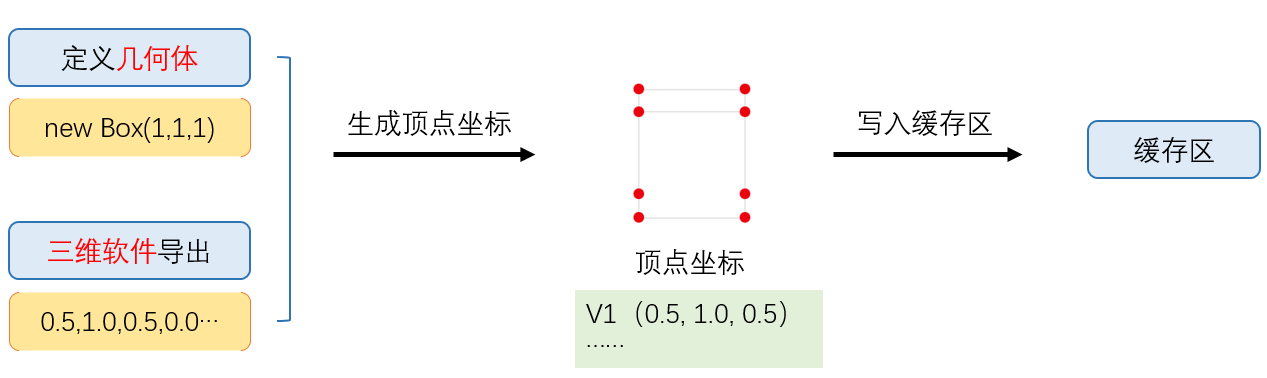 定义几何体
new Box(1,1,1)
三维软件导出
0.5,1.0,0.5,0.0…
生成顶点坐标
顶点坐标
V1（0.5, 1.0, 0.5）
……
写入缓存区
缓存区